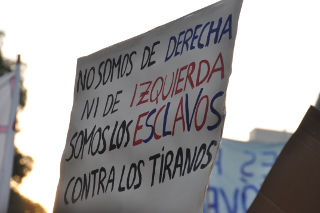 NO SOMOS DE DERECHA
NI DE IZQUIERDA
SOMOS LOS ESCLAVOS
CONTRA LOS TIRANOS